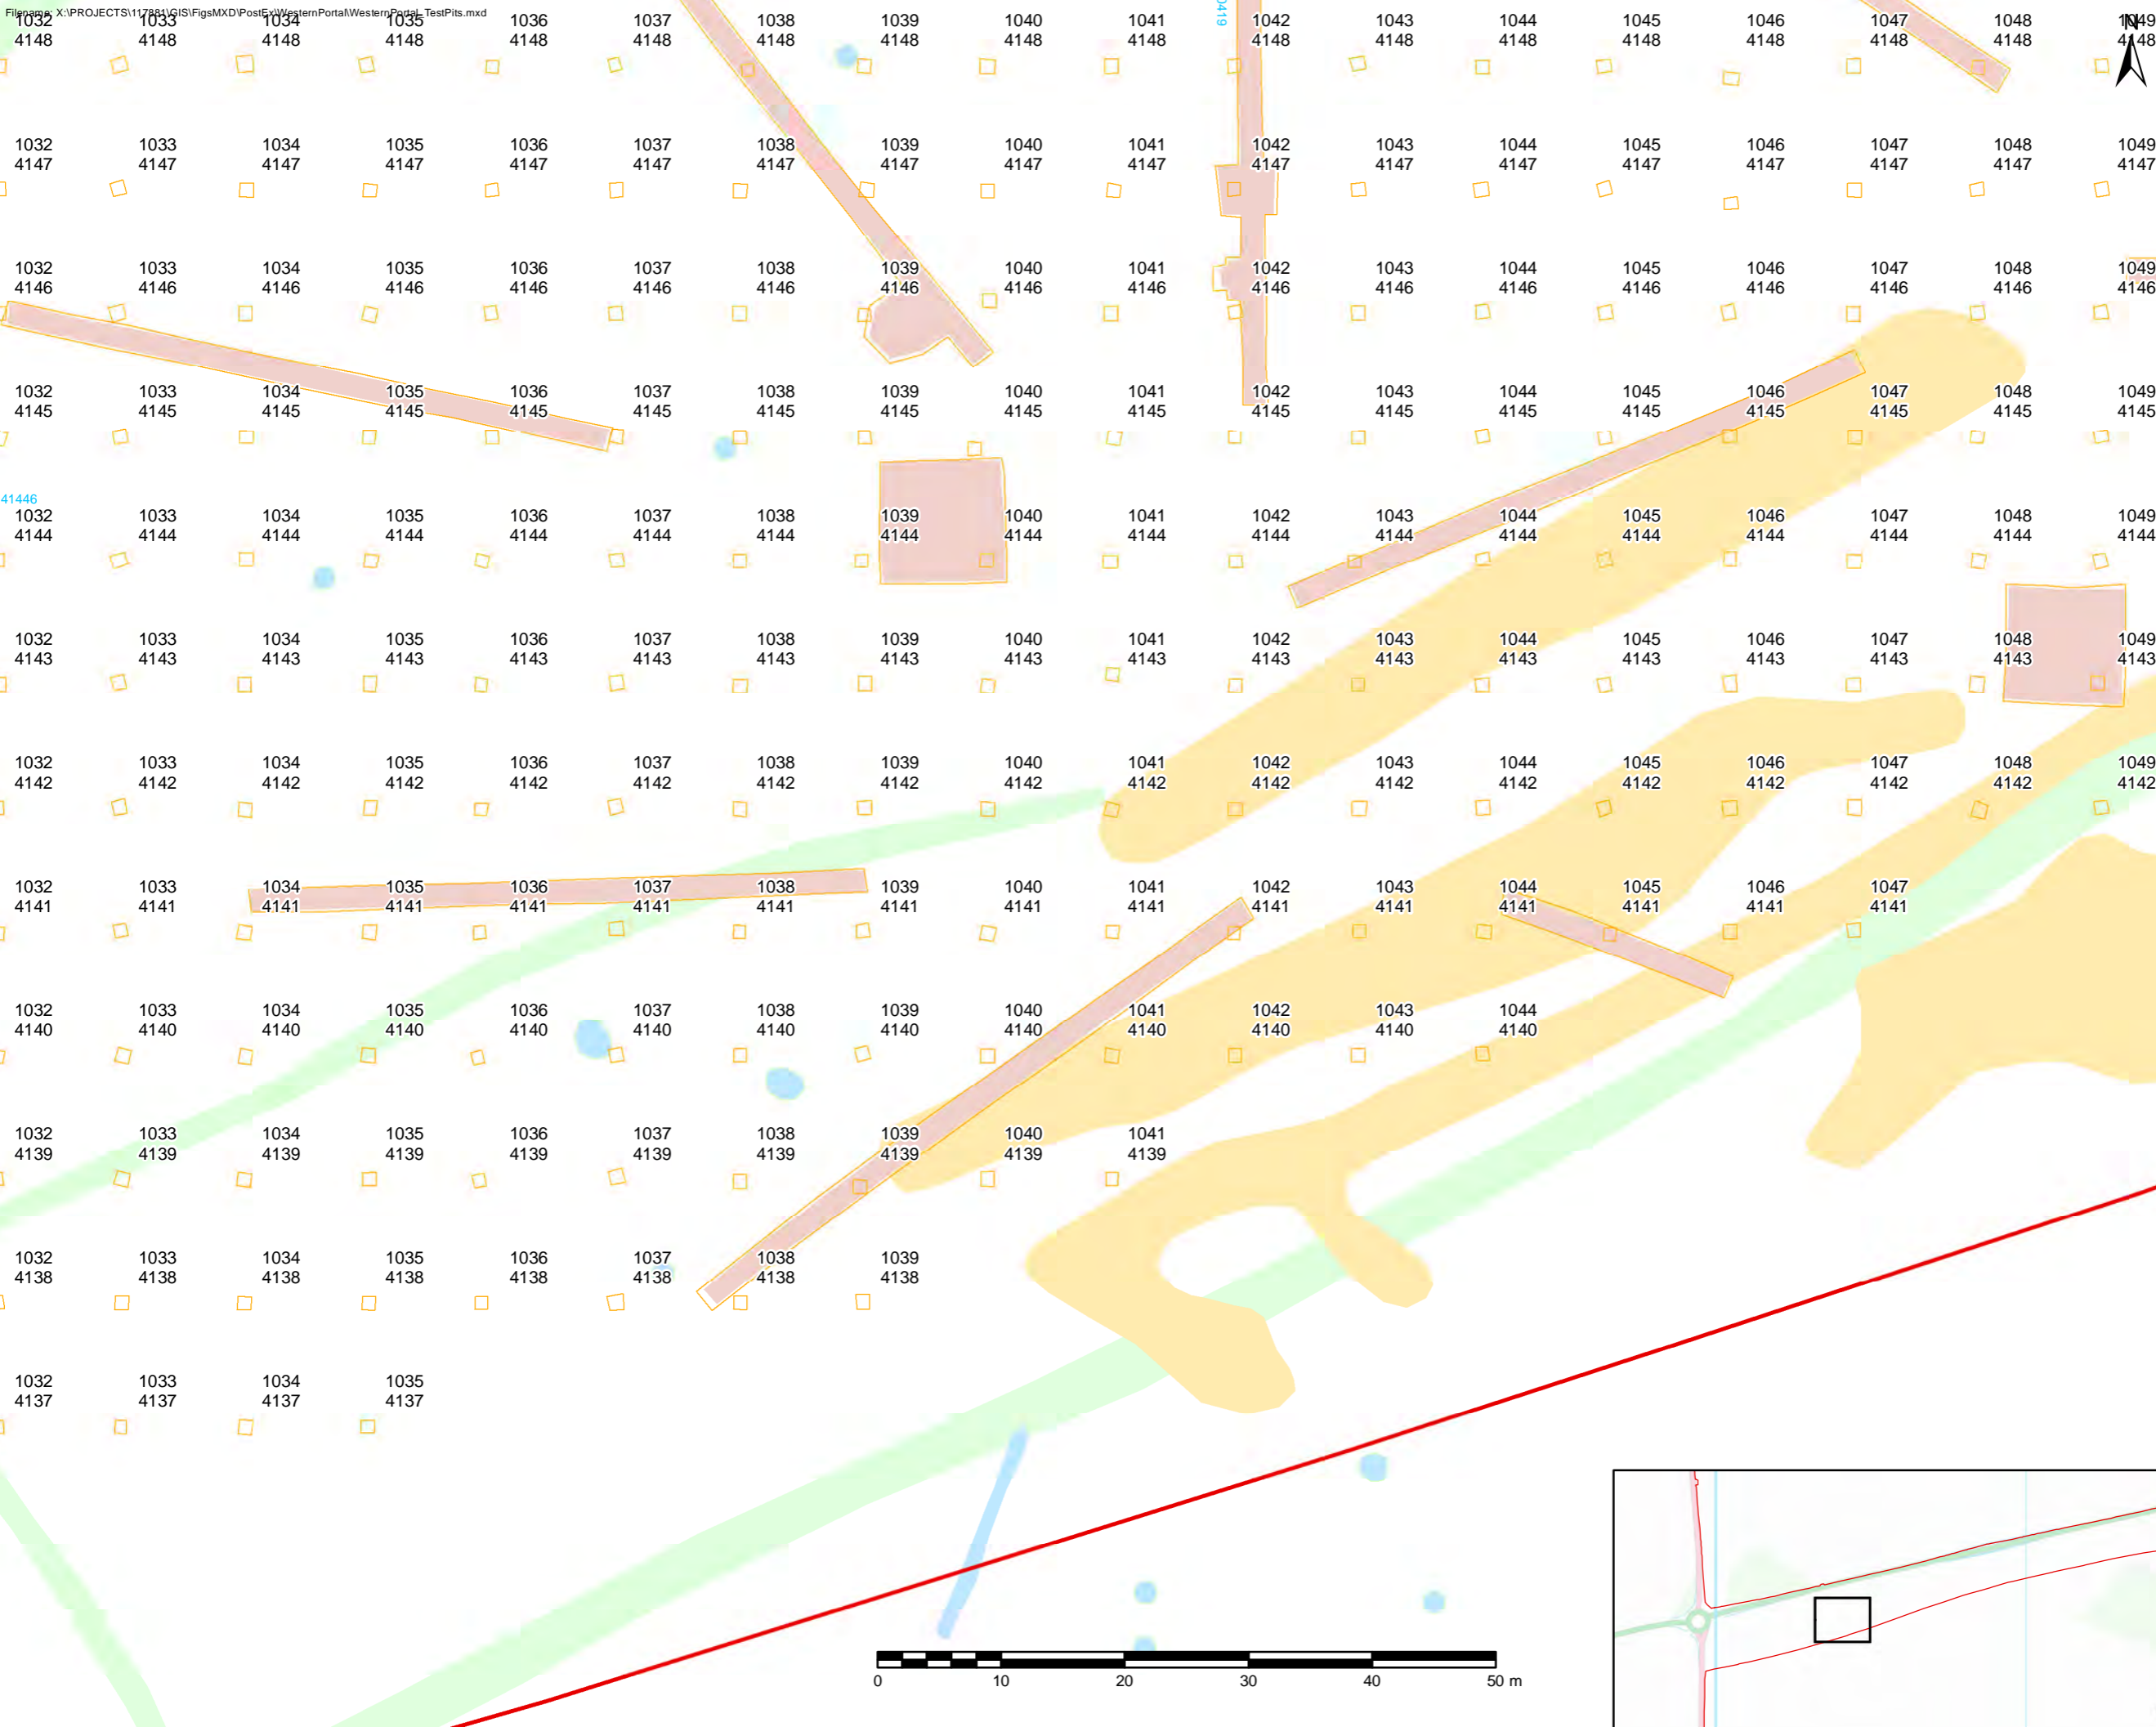 Filename: X:\PROJECTS\117881\GIS\FigsMXD\PostEx\WesternPortal\WesternPortal_TestPits.mxd
0419
N
1032 1033 1034 1035 1036 1037 1038 1039 1040 1041 1042 1043 1044 1045 1046 1047 1048 1049
4148 4148 4148 4148 4148 4148 4148 4148 4148 4148 4148 4148 4148 4148 4148 4148 4148 4148
1032 1033 1034 1035 1036 1037 1038 1039 1040 1041 1042 1043 1044 1045 1046 1047 1048 1049
4147 4147 4147 4147 4147 4147 4147 4147 4147 4147 4147 4147 4147 4147 4147 4147 4147 4147
1032 1033 1034 1035 1036 1037 1038 1039 1040 1041 1042 1043 1044 1045 1046 1047 1048 1049
4146 4146 4146 4146 4146 4146 4146 4146 4146 4146 4146 4146 4146 4146 4146 4146 4146 4146
1032 1033 1034 1035 1036 1037 1038 1039 1040 1041 1042 1043 1044 1045 1046 1047 1048 1049
4145 4145 4145 4145 4145 4145 4145 4145 4145 4145 4145 4145 4145 4145 4145 4145 4145 4145
41446
1032 1033 1034 1035 1036 1037 1038 1039 1040 1041 1042 1043 1044 1045 1046 1047 1048 1049
4144 4144 4144 4144 4144 4144 4144 4144 4144 4144 4144 4144 4144 4144 4144 4144 4144 4144
1032 1033 1034 1035 1036 1037 1038 1039 1040 1041 1042 1043 1044 1045 1046 1047 1048 1049
4143 4143 4143 4143 4143 4143 4143 4143 4143 4143 4143 4143 4143 4143 4143 4143 4143 4143
1032 1033 1034 1035 1036 1037 1038 1039 1040 1041 1042 1043 1044 1045 1046 1047 1048 1049
4142 4142 4142 4142 4142 4142 4142 4142 4142 4142 4142 4142 4142 4142 4142 4142 4142 4142
1032 1033 1034 1035 1036 1037 1038 1039 1040 1041 1042 1043 1044 1045 1046 1047
4141 4141 4141 4141 4141 4141 4141 4141 4141 4141 4141 4141 4141 4141 4141 4141
1032 1033 1034 1035 1036 1037 1038 1039 1040 1041 1042 1043 1044
4140 4140 4140 4140 4140 4140 4140 4140 4140 4140 4140 4140 4140
1032 1033 1034 1035 1036 1037 1038 1039 1040 1041
4139 4139 4139 4139 4139 4139 4139 4139 4139 4139
1032 1033 1034 1035 1036 1037 1038 1039
4138 4138 4138 4138 4138 4138 4138 4138
1032 1033 1034 1035
4137 4137 4137 4137
0 10 20 30 40 50 m